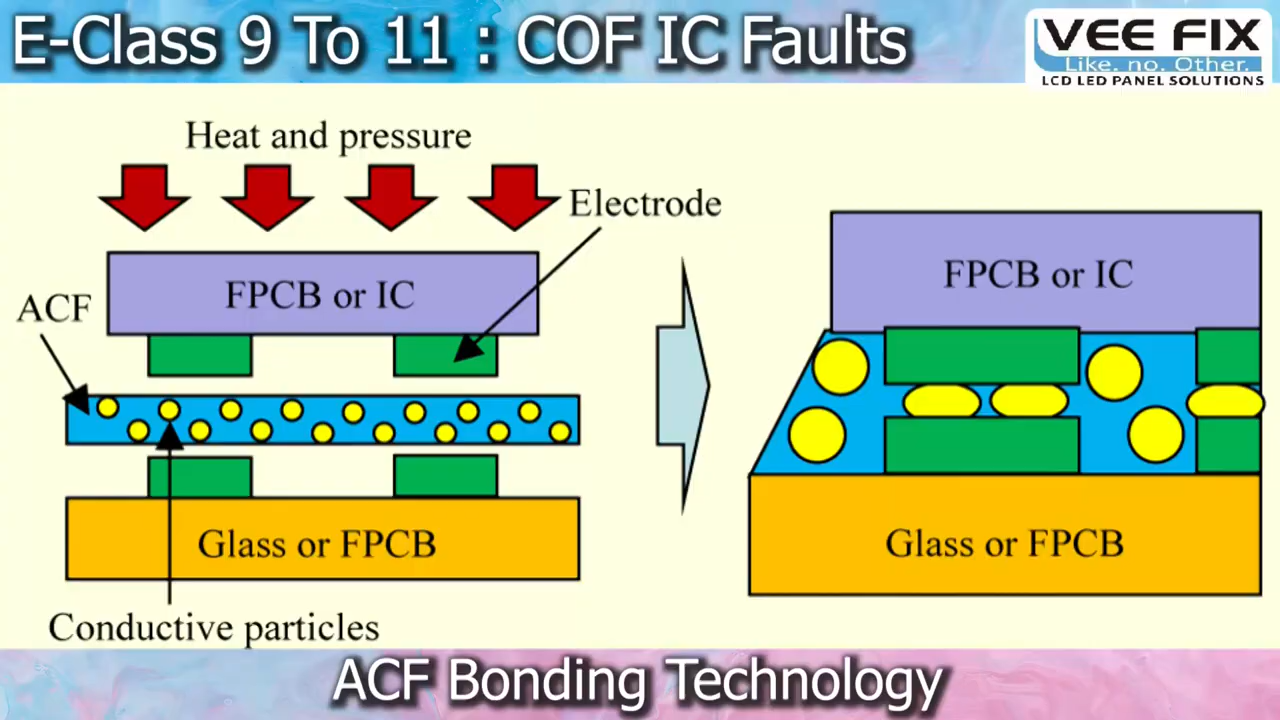 E-Class 9 To 11 : COF IC Faults
VEE FIX
Like. no. Other.
LCD LED PANEL SOLUTIONS
Heat and pressure
Electrode
FPCB or IC
ACF
Glass or FPCB
Conductive particles
FPCB or IC
Glass or FPCB
ACF Bonding Technology